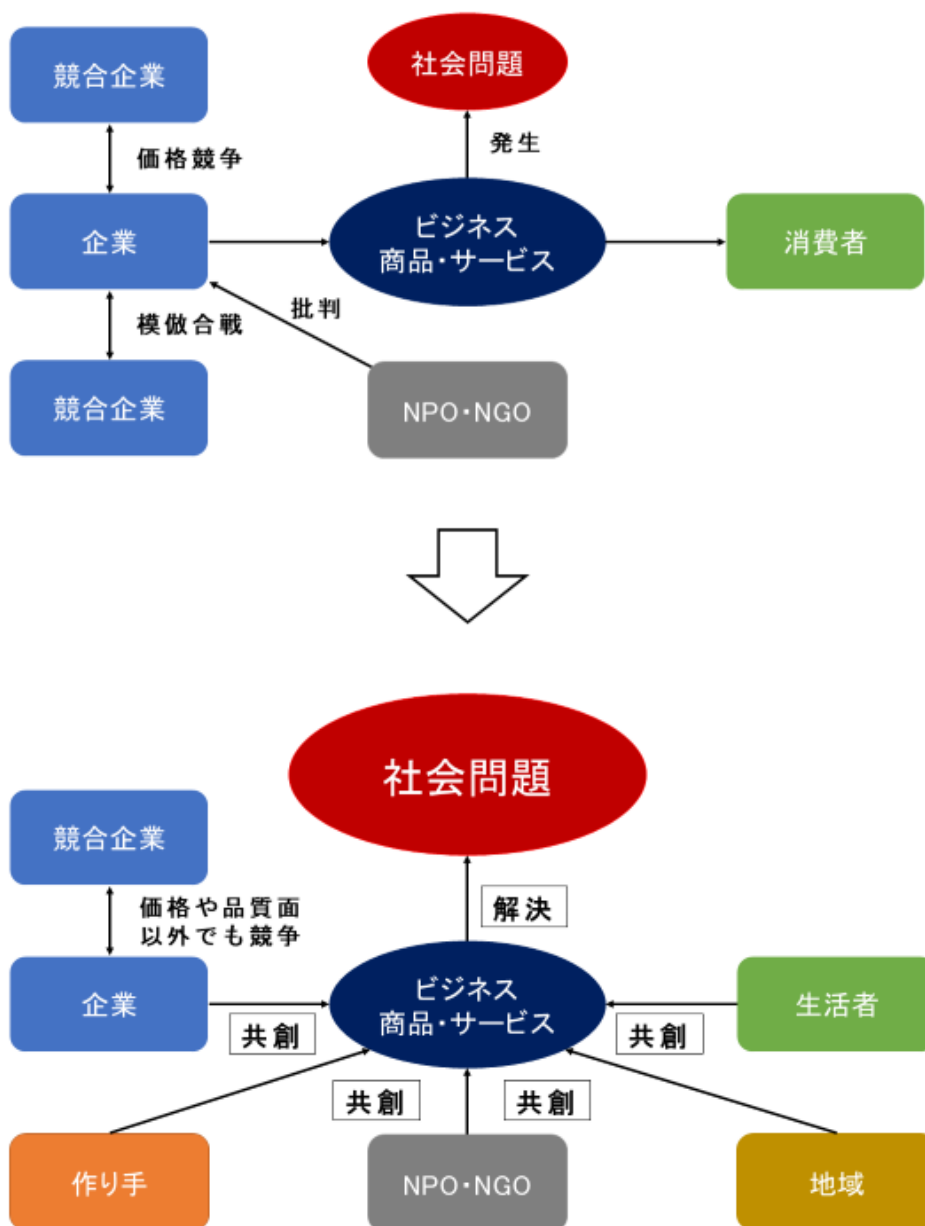 競合企業
社会問題
価格競争
発生
企業
ビジネス
商品・サービス
消費者
模倣合戦
批判
競合企業
NPO・NGO
社会問題
競合企業
価格や品質面
以外でも競争
解決
企業
ビジネス
商品・サービス
生活者
共創
共創
共創
共創
作り手
NPO・NGO
地域